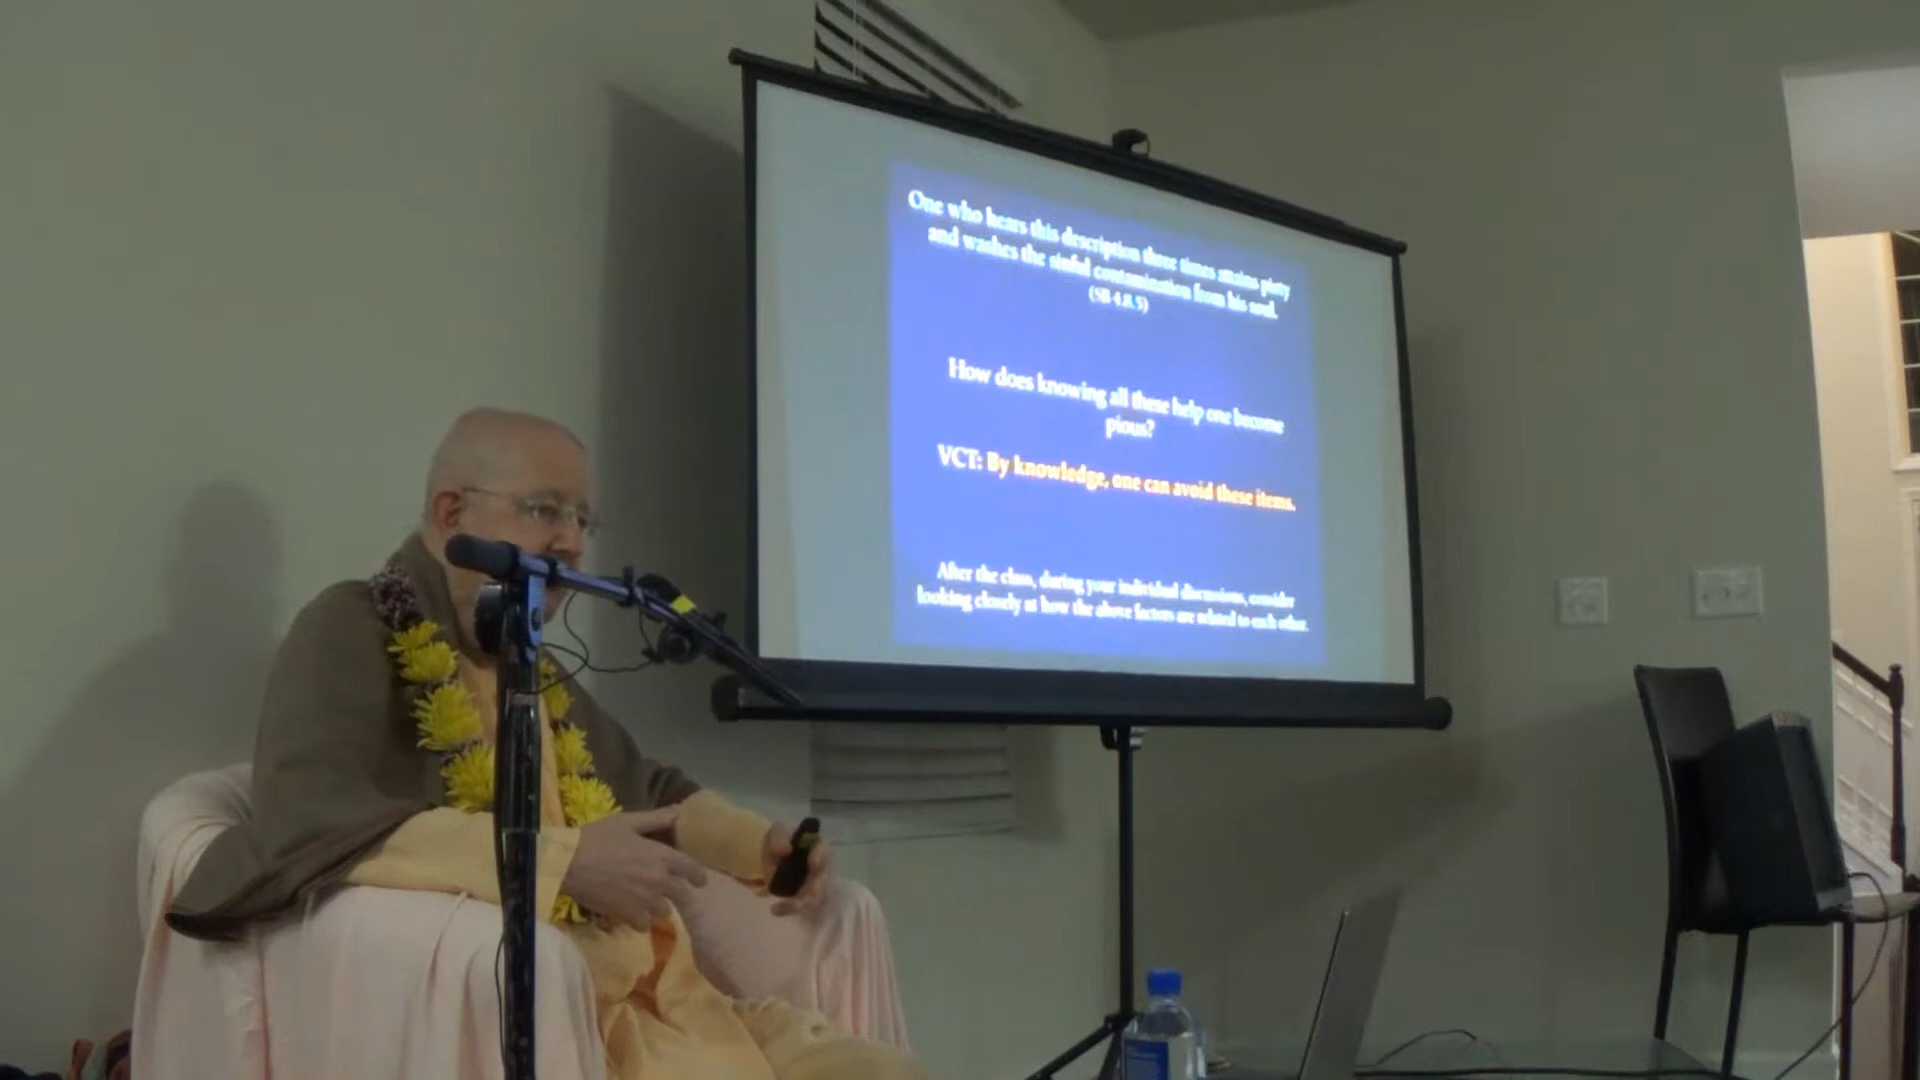 One who hears this description three times attains piety
and washes the sinful contamination from his soul.
(SB 4.8.5)
How does knowing all these help one become
pious?
VCT: By knowledge, one can avoid these items.
After the class, during your individual discussions, consider
looking closely at how the above factors are related to each other.